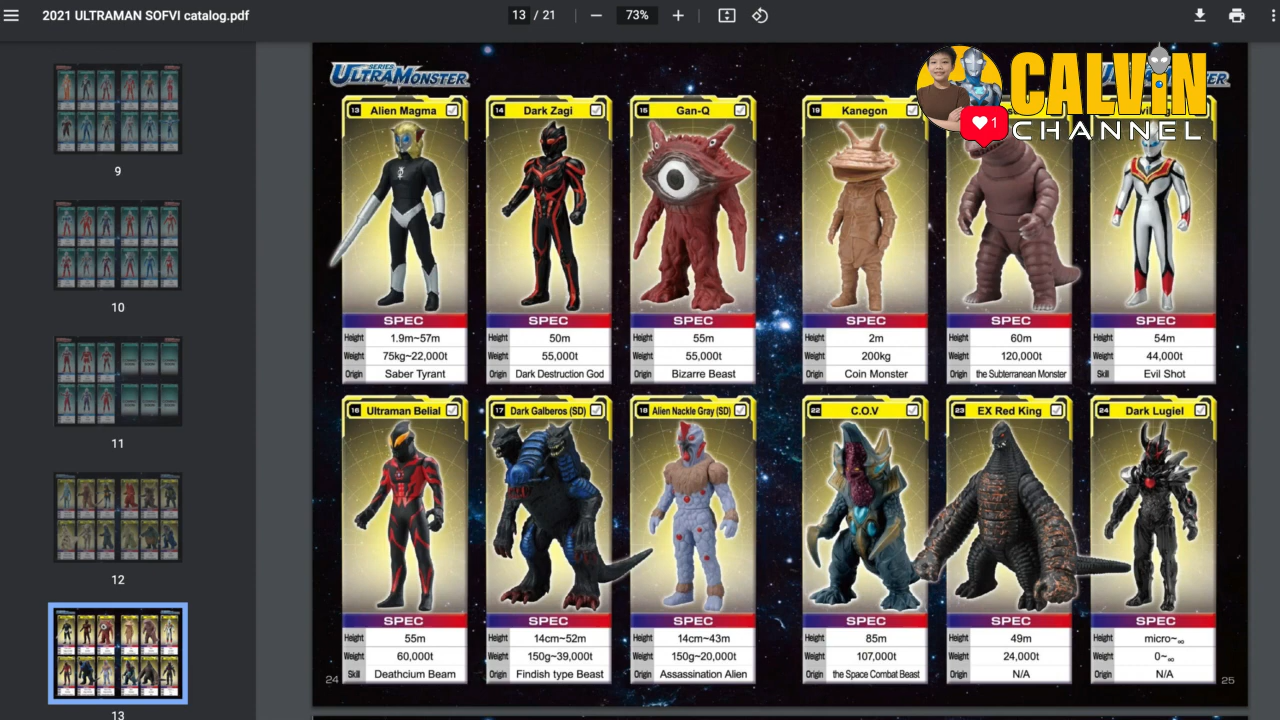 2021 ULTRAMAN SOFVI catalog.pdf
13 / 21
73%
9
10
11
12
13
ULTRAMONSTER SERIES
CALVIN
CHANNEL
1
13 Alien Magma
SPEC
Height 1.9m~57m
Weight 75kg~22,000t
Origin Saber Tyrant
14 Dark Zagi
SPEC
Height 50m
Weight 55,000t
Origin Dark Destruction God
15 Gan-Q
SPEC
Height 55m
Weight 55,000t
Origin Bizarre Beast
19 Kanegon
SPEC
Height 2m
Weight 200kg
Origin Coin Monster
SPEC
Height 60m
Weight 120,000t
Origin the Subterranean Monster
SPEC
Height 54m
Weight 44,000t
Skill Evil Shot
16 Ultraman Belial
SPEC
Height 55m
Weight 60,000t
Skill Deathcium Beam
17 Dark Galberos (SD)
SPEC
Height 14cm~52m
Weight 150g~39,000t
Origin Findish type Beast
18 Alien Nackle Gray (SD)
SPEC
Height 14cm~43m
Weight 150g~20,000t
Origin Assassination Alien
22 C.O.V
SPEC
Height 85m
Weight 107,000t
Origin the Space Combat Beast
23 EX Red King
SPEC
Height 49m
Weight 24,000t
Origin N/A
24 Dark Lugiel
SPEC
Height micro~∞
Weight 0~∞
Origin N/A
24
25